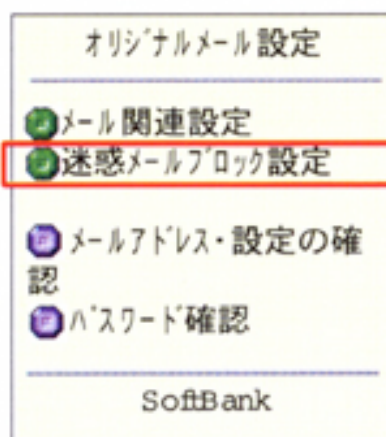 ｵﾘｼﾞﾅﾙﾒｰﾙ設定
ﾒｰﾙ関連設定
迷惑ﾒｰﾙﾌﾞﾛｯｸ設定
ﾒｰﾙｱﾄﾞﾚｽ・設定の確
認
ﾊﾟｽﾜｰﾄﾞ確認
SoftBank